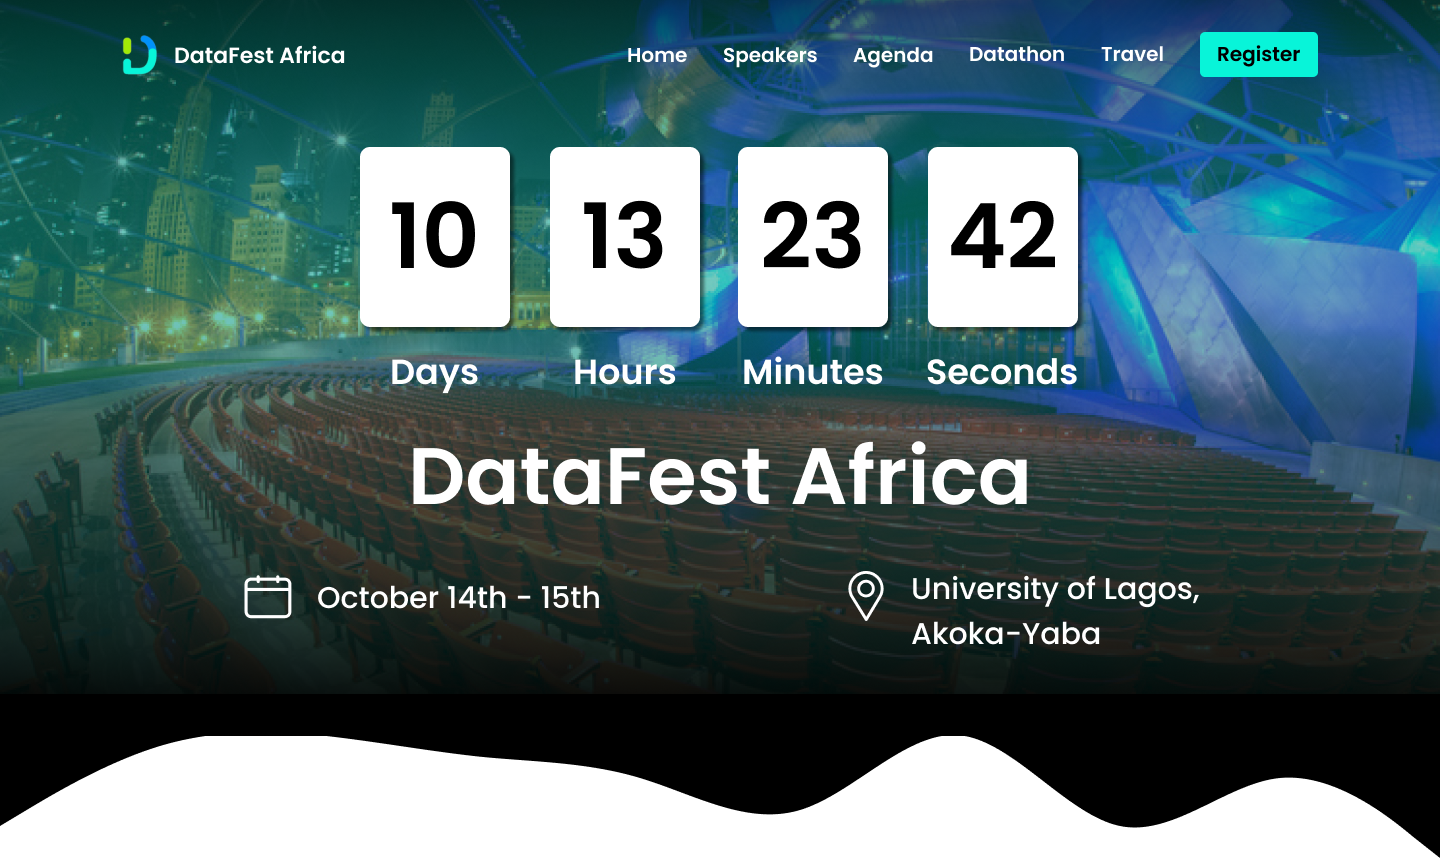 DataFest Africa
Home Speakers Agenda Datathon Travel Register
10 13 23 42
Days Hours Minutes Seconds
DataFest Africa
October 14th - 15th
University of Lagos,
Akoka-Yaba